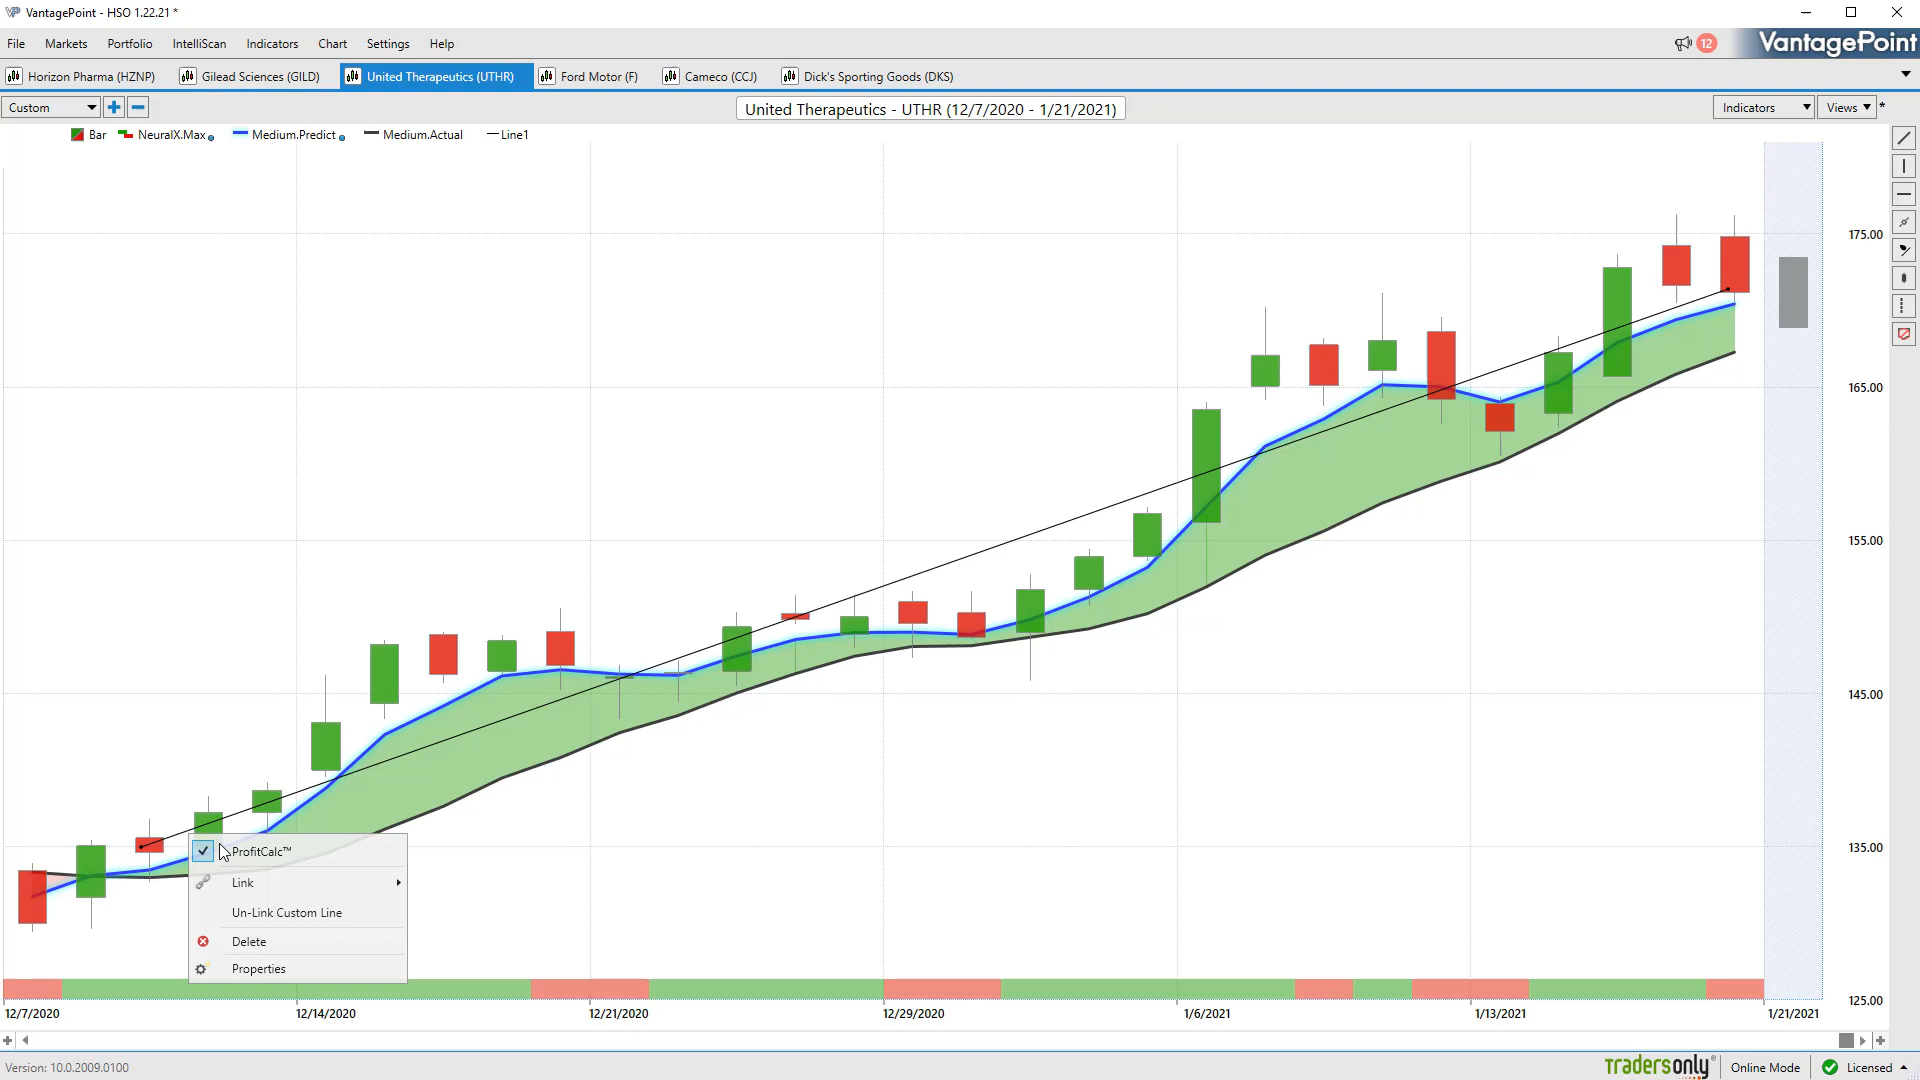 VantagePoint - HSO 1.22.21 *
File Markets Portfolio IntelliScan Indicators Chart Settings Help
12 VantagePoint
Horizon Pharma (HZNP) Gilead Sciences (GILD) United Therapeutics (UTHR) Ford Motor (F) Cameco (CCJ) Dick's Sporting Goods (DKS)
Custom United Therapeutics - UTHR (12/7/2020 - 1/21/2021) Indicators Views *
Bar NeuralX.Max Medium.Predict Medium.Actual Line1
175.00
165.00
155.00
145.00
135.00
125.00
ProfitCalc™
Link
Un-Link Custom Line
Delete
Properties
12/7/2020 12/14/2020 12/21/2020 12/29/2020 1/6/2021 1/13/2021 1/21/2021
Version: 10.0.2009.0100 tradersonly® Online Mode Licensed